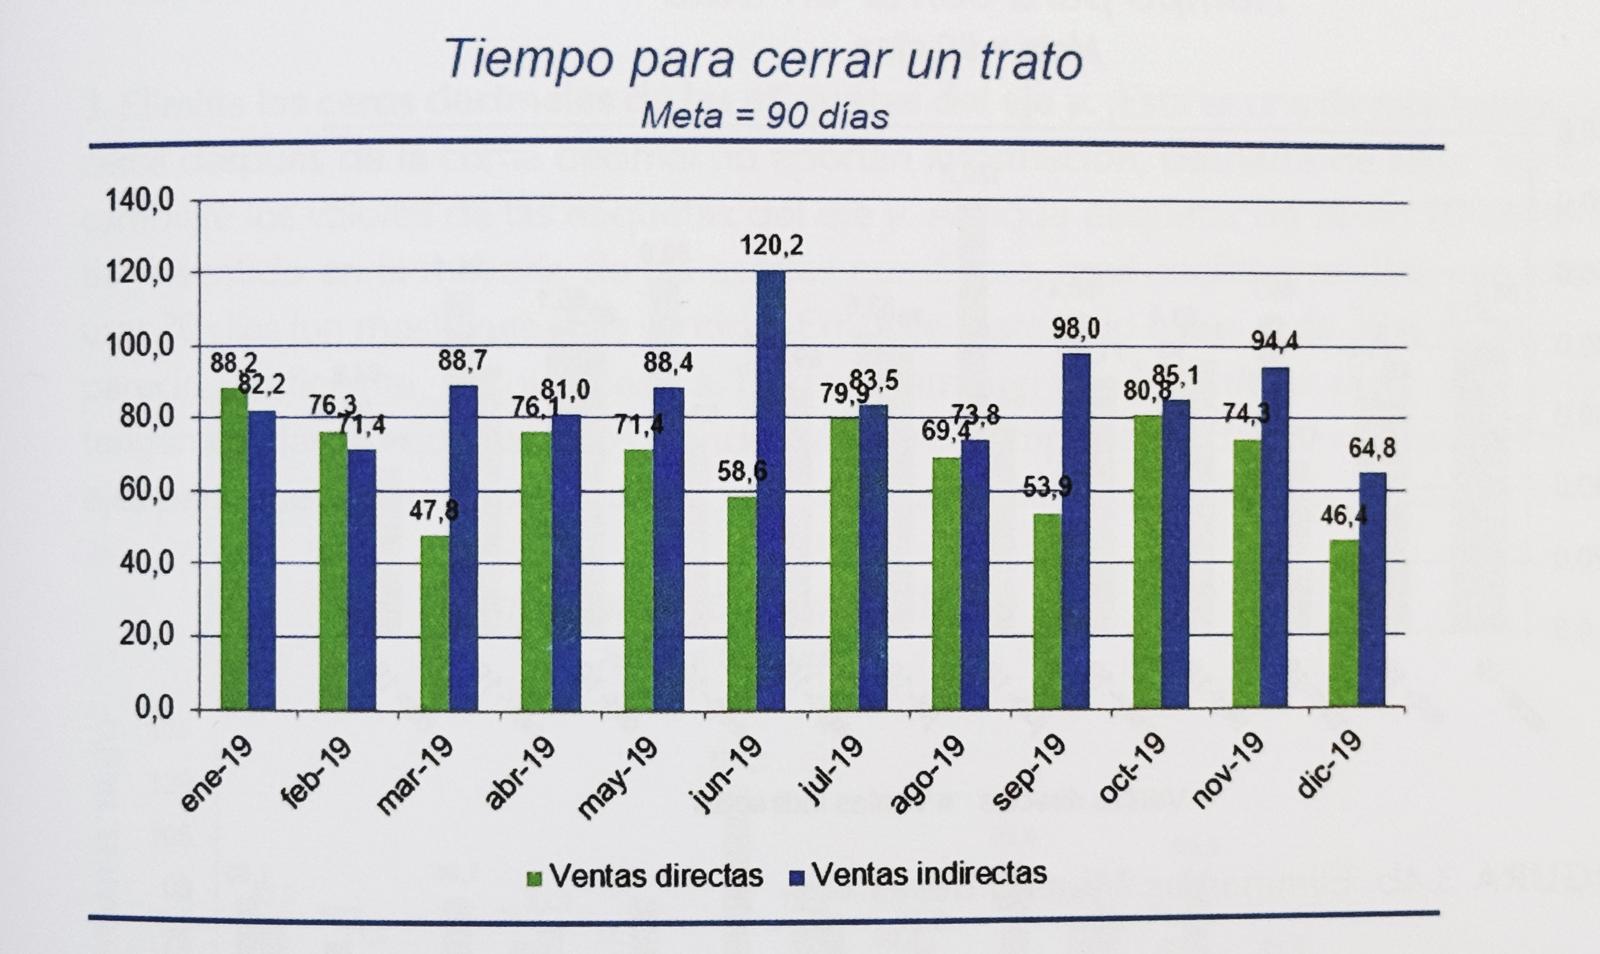 Tiempo para cerrar un trato
Meta = 90 días
140,0
120,0
100,0
80,0
60,0
40,0
20,0
0,0
88,2
82,2
76,3
71,4
47,8
88,7
76,1
81,0
71,4
88,4
58,6
120,2
79,9
83,5
69,4
73,8
53,9
98,0
80,8
85,1
74,3
94,4
46,4
64,8
ene-19
feb-19
mar-19
abr-19
may-19
jun-19
jul-19
ago-19
sep-19
oct-19
nov-19
dic-19
Ventas directas
Ventas indirectas